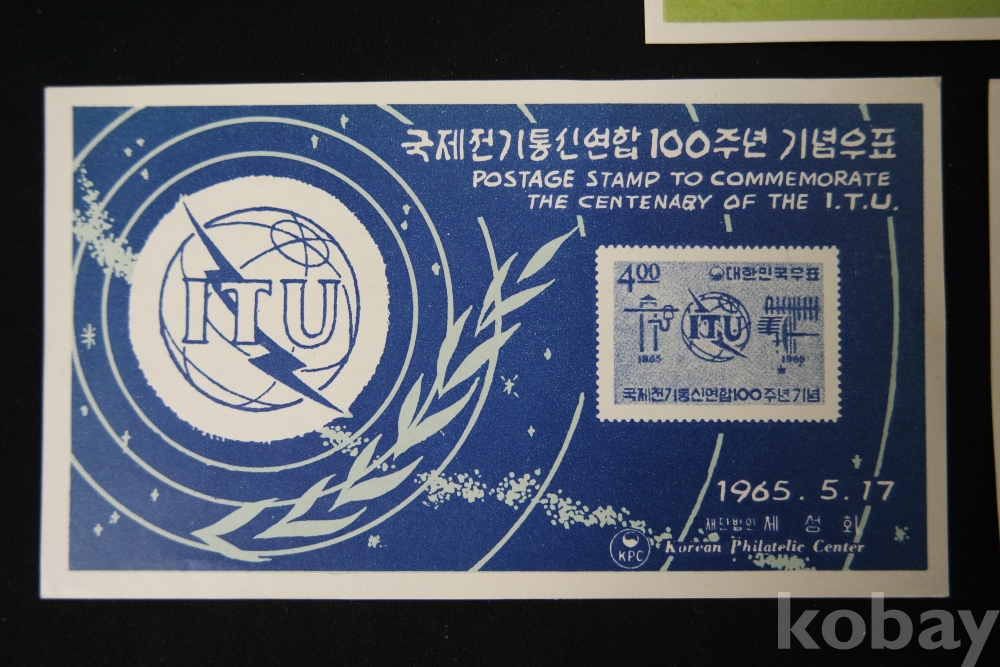 국제전기통신연합 100주년 기념우표
POSTAGE STAMP TO COMMEMORATE
THE CENTENARY OF THE I.T.U.
ITU
4.00
대한민국우표
ITU
1865
1965
국제전기통신연합100주년기념
1965. 5. 17
재단법인 체 성 회
KPC
Korean Philatelic Center
kobay